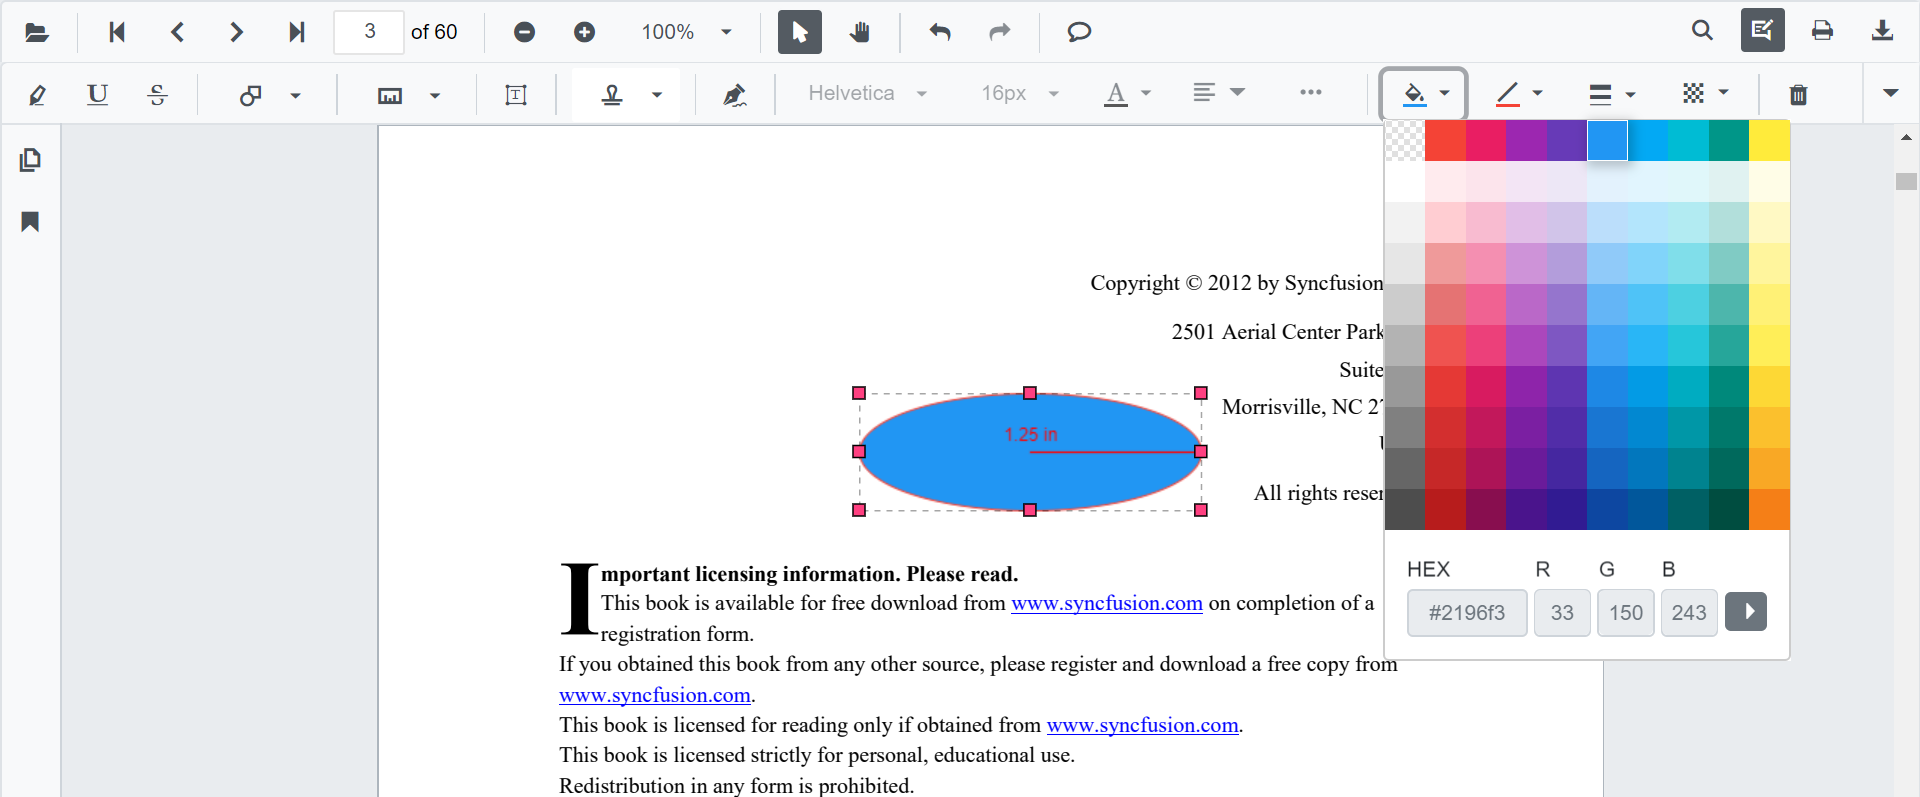 3 of 60 100%
U S Helvetica 16px A
Copyright © 2012 by Syncfusion
2501 Aerial Center Park
Suite
Morrisville, NC 27
1.25 in
All rights reser
Important licensing information. Please read.
This book is available for free download from www.syncfusion.com on completion of a
registration form.
If you obtained this book from any other source, please register and download a free copy from
www.syncfusion.com.
This book is licensed for reading only if obtained from www.syncfusion.com.
This book is licensed strictly for personal, educational use.
Redistribution in any form is prohibited.
HEX R G B
#2196f3 33 150 243